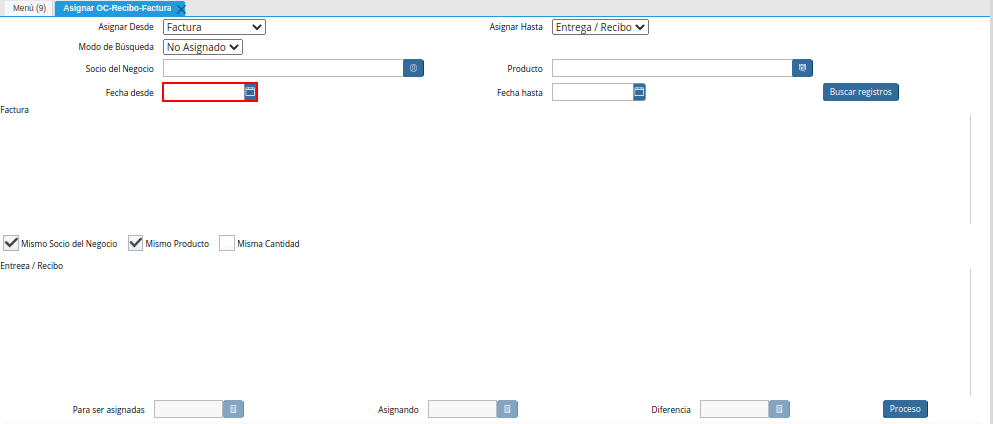 Menú (9) Asignar OC-Recibo-Factura
Asignar Desde Factura Asignar Hasta Entrega / Recibo
Modo de Búsqueda No Asignado
Socio del Negocio Producto
Fecha desde Fecha hasta Buscar registros
Factura
Mismo Socio del Negocio Mismo Producto Misma Cantidad
Entrega / Recibo
Para ser asignadas Asignando Diferencia Proceso